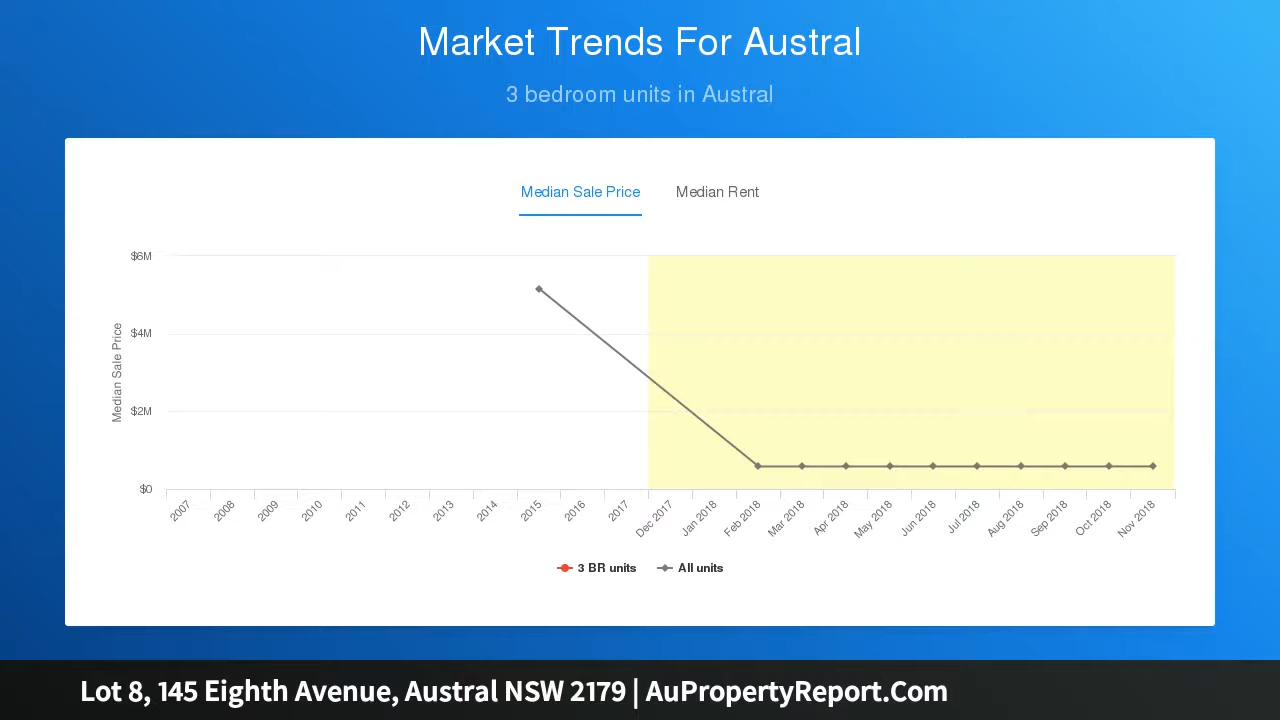 Market Trends For Austral
3 bedroom units in Austral
Median Sale Price
Median Rent
$6M
$4M
$2M
$0
Median Sale Price
2007
2008
2009
2010
2011
2012
2013
2014
2015
2016
2017
Dec 2017
Jan 2018
Feb 2018
Mar 2018
Apr 2018
May 2018
Jun 2018
Jul 2018
Aug 2018
Sep 2018
Oct 2018
Nov 2018
3 BR units
All units
Lot 8, 145 Eighth Avenue, Austral NSW 2179 | AuPropertyReport.Com